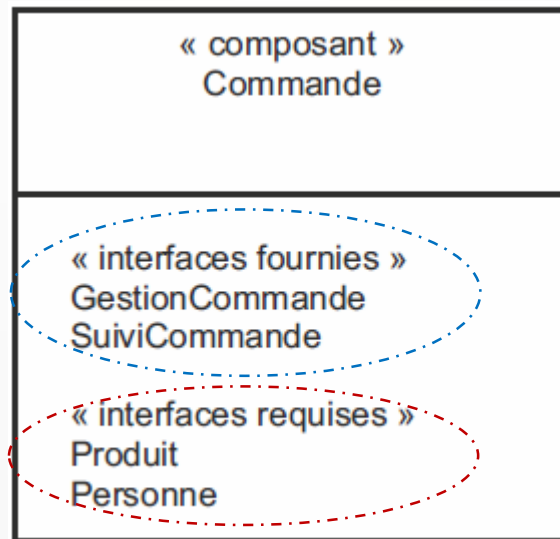 « composant »
Commande
« interfaces fournies »
GestionCommande
SuiviCommande
« interfaces requises »
Produit
Personne